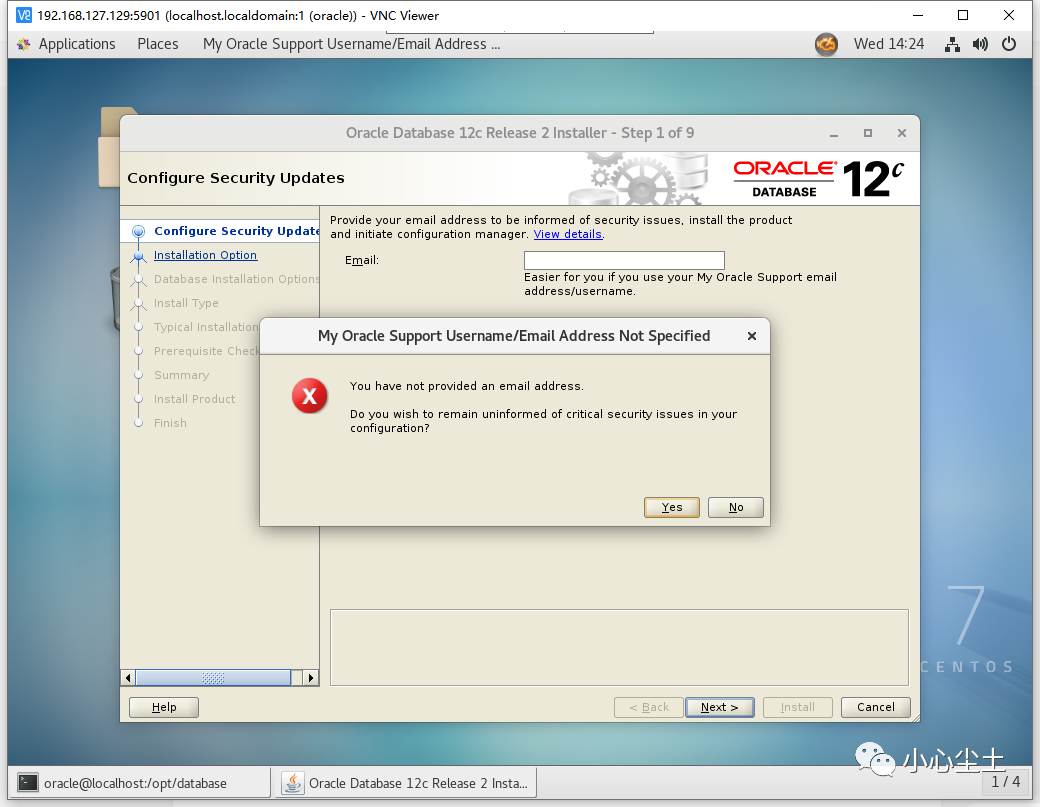 192.168.127.129:5901 (localhost.localdomain:1 (oracle)) - VNC Viewer
Applications Places My Oracle Support Username/Email Address ... Wed 14:24
Oracle Database 12c Release 2 Installer - Step 1 of 9
Configure Security Updates
ORACLE
DATABASE
12c
Configure Security Update
Installation Option
Database Installation Options
Install Type
Typical Installation
Prerequisite Check
Summary
Install Product
Finish
Provide your email address to be informed of security issues, install the product
and initiate configuration manager. View details.
Email:
Easier for you if you use your My Oracle Support email
address/username.
My Oracle Support Username/Email Address Not Specified
You have not provided an email address.
Do you wish to remain uninformed of critical security issues in your
configuration?
Yes No
7
CENTOS
Help < Back Next > Install Cancel
小心尘土
oracle@localhost:/opt/database Oracle Database 12c Release 2 Insta... 1 / 4